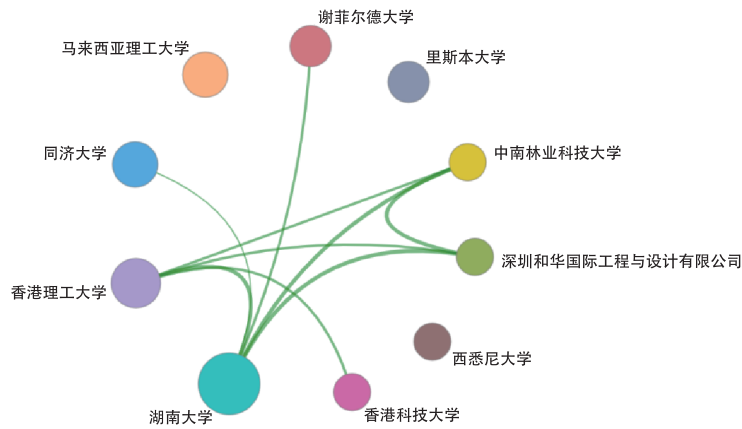 谢菲尔德大学
马来西亚理工大学
里斯本大学
同济大学
中南林业科技大学
深圳和华国际工程与设计有限公司
香港理工大学
西悉尼大学
湖南大学
香港科技大学